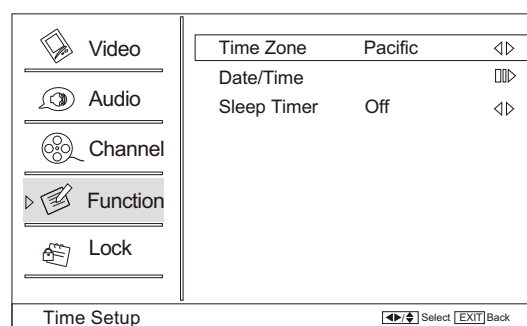 Video
Audio
Channel
Function
Lock
Time Zone Pacific
Date/Time
Sleep Timer Off
Time Setup Select EXIT Back